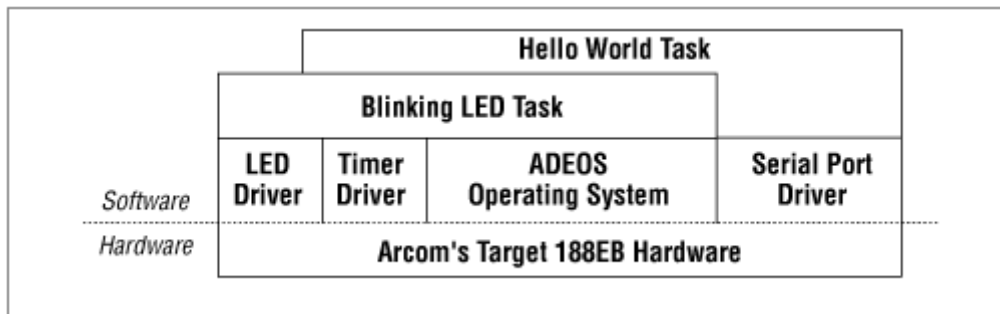 Hello World Task
Blinking LED Task
LED
Driver
Timer
Driver
ADEOS
Operating System
Serial Port
Driver
Software
Hardware
Arcom's Target 188EB Hardware